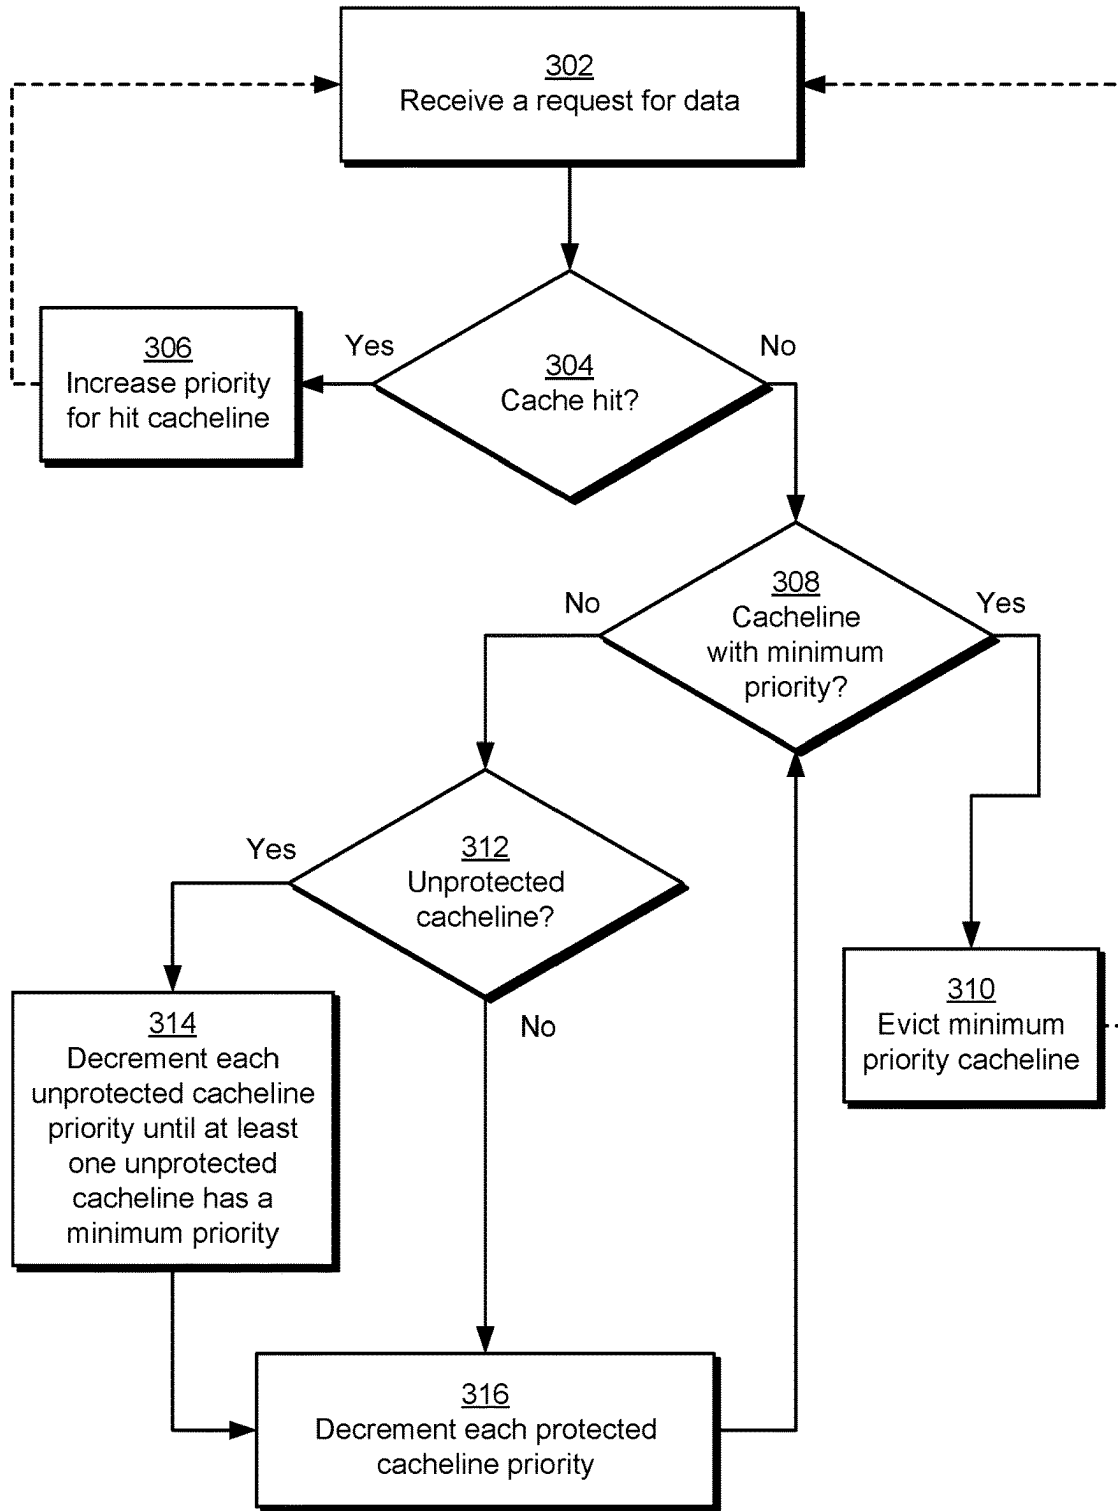 302
Receive a request for data
Yes
No
306
Increase priority
for hit cacheline
304
Cache hit?
No
Yes
308
Cacheline
with minimum
priority?
Yes
312
Unprotected
cacheline?
No
310
Evict minimum
priority cacheline
314
Decrement each
unprotected cacheline
priority until at least
one unprotected
cacheline has a
minimum priority
316
Decrement each protected
cacheline priority